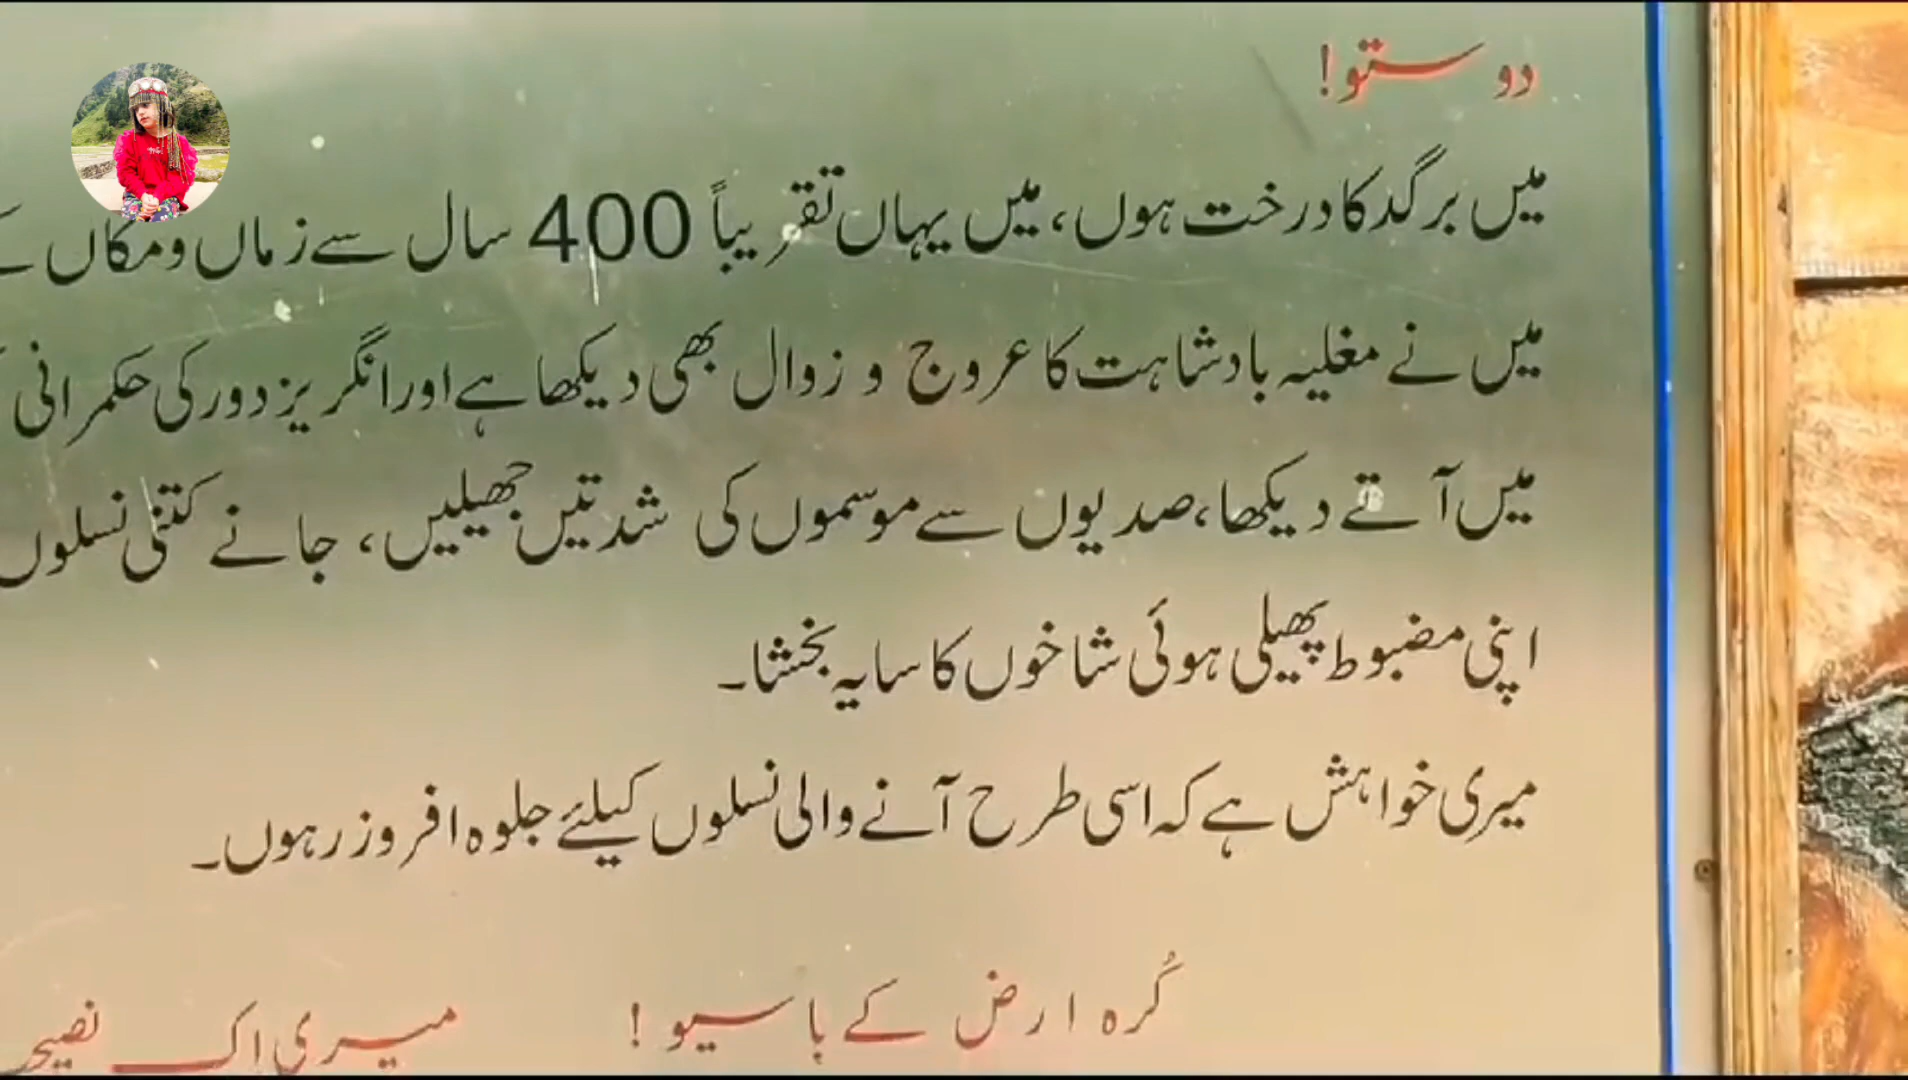 دوستو!
میں برگد کا درخت ہوں، میں یہاں تقریباً 400 سال سے زماں و مکاں کے
میں نے مغلیہ بادشاہت کا عروج و زوال بھی دیکھا ہے اور انگریز دور کی حکمرانی
میں آتے دیکھا، صدیوں سے موسموں کی شدتیں جھیلیں، جانے کتنی نسلوں
اپنی مضبوط پھیلی ہوئی شاخوں کا سایہ بخشا۔
میری خواہش ہے کہ اسی طرح آنے والی نسلوں کیلئے جلوہ افروز رہوں۔
کُرہ ارض کے باسیو! میری اک